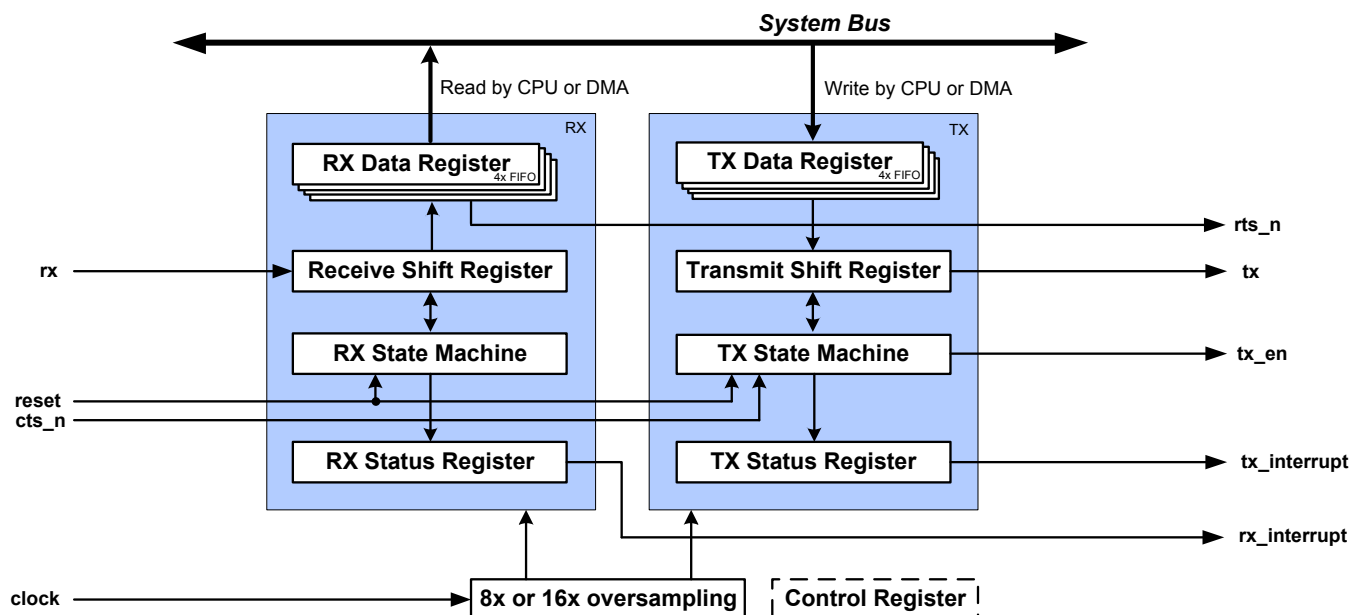 System Bus
Read by CPU or DMA
Write by CPU or DMA
RX
TX
RX Data Register
4x FIFO
TX Data Register
4x FIFO
rts_n
rx
Receive Shift Register
Transmit Shift Register
tx
RX State Machine
TX State Machine
tx_en
reset
cts_n
RX Status Register
TX Status Register
tx_interrupt
rx_interrupt
clock
8x or 16x oversampling
Control Register